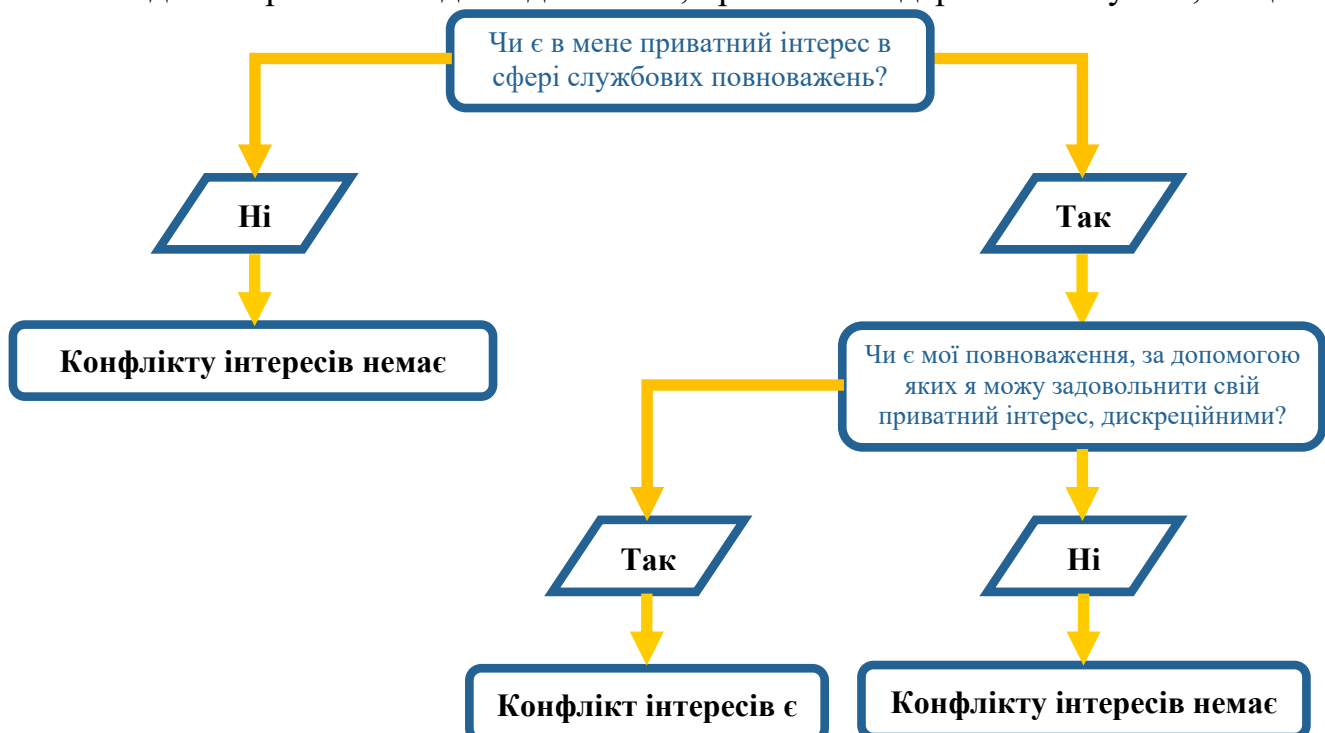 Чи є в мене приватний інтерес в
сфері службових повноважень?
Ні
Так
Конфлікту інтересів немає
Чи є мої повноваження, за допомогою
яких я можу задовольнити свій
приватний інтерес, дискреційними?
Так
Ні
Конфлікт інтересів є
Конфлікту інтересів немає